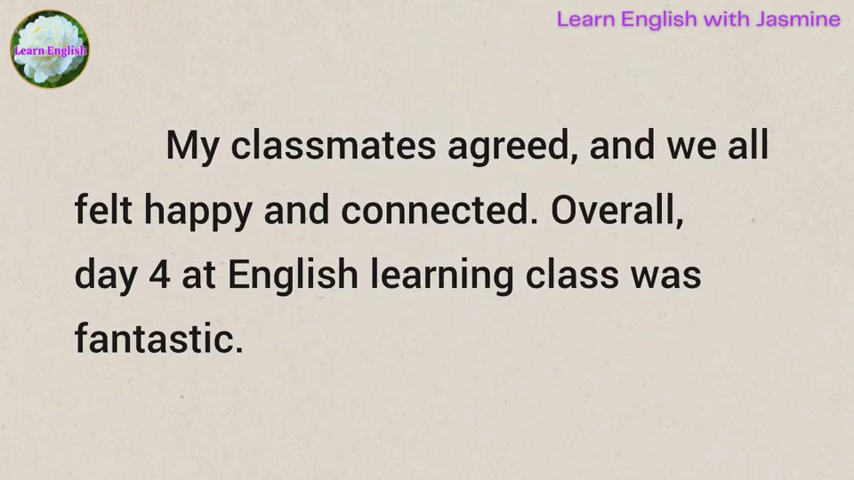 Learn English with Jasmine
Learn English
My classmates agreed, and we all
felt happy and connected. Overall,
day 4 at English learning class was
fantastic.